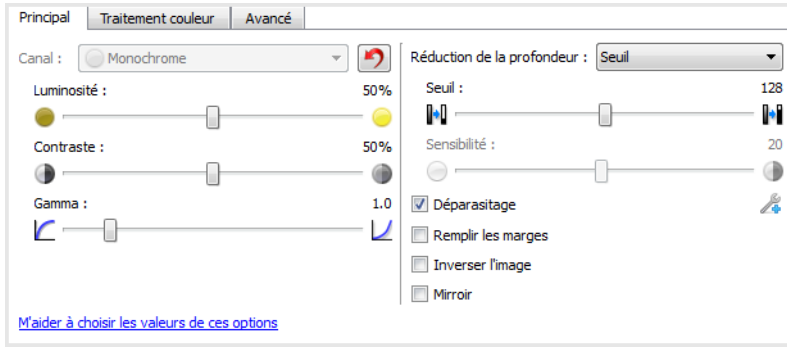 Principal Traitement couleur Avancé
Canal : Monochrome
Luminosité : 50%
Contraste : 50%
Gamma : 1.0
Réduction de la profondeur : Seuil
Seuil : 128
Sensibilité : 20
Déparasitage
Remplir les marges
Inverser l'image
Mirroir
M'aider à choisir les valeurs de ces options